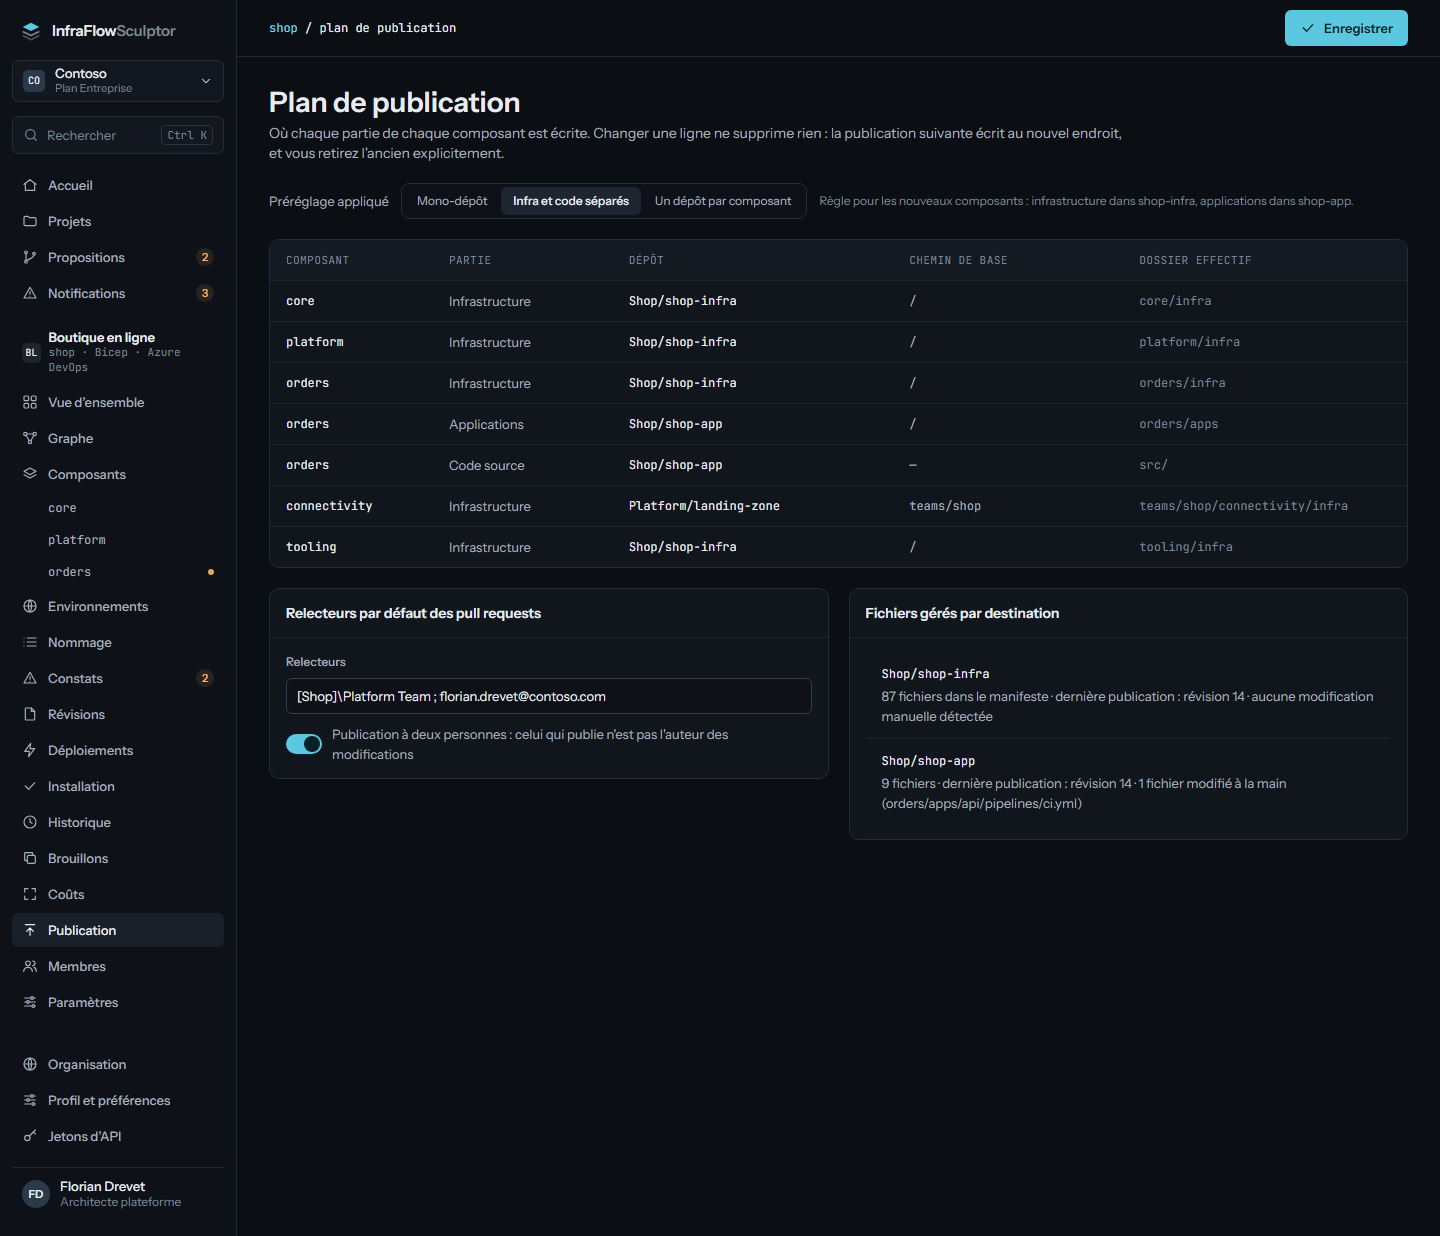 InfraFlowSculptor
CO
Contoso
Plan Entreprise
Rechercher
Ctrl K
Accueil
Projets
Propositions
2
Notifications
3
BL
Boutique en ligne
shop · Bicep · Azure
DevOps
Vue d'ensemble
Graphe
Composants
core
platform
orders
Environnements
Nommage
Constats
2
Révisions
Déploiements
Installation
Historique
Brouillons
Coûts
Publication
Membres
Paramètres
Organisation
Profil et préférences
Jetons d'API
FD
Florian Drevet
Architecte plateforme
shop / plan de publication
Enregistrer
Plan de publication
Où chaque partie de chaque composant est écrite. Changer une ligne ne supprime rien : la publication suivante écrit au nouvel endroit,
et vous retirez l'ancien explicitement.
Préréglage appliqué
Mono-dépôt
Infra et code séparés
Un dépôt par composant
Règle pour les nouveaux composants : infrastructure dans shop-infra, applications dans shop-app.
COMPOSANT PARTIE DÉPÔT CHEMIN DE BASE DOSSIER EFFECTIF
core Infrastructure Shop/shop-infra / core/infra
platform Infrastructure Shop/shop-infra / platform/infra
orders Infrastructure Shop/shop-infra / orders/infra
orders Applications Shop/shop-app / orders/apps
orders Code source Shop/shop-app — src/
connectivity Infrastructure Platform/landing-zone teams/shop teams/shop/connectivity/infra
tooling Infrastructure Shop/shop-infra / tooling/infra
Relecteurs par défaut des pull requests
Relecteurs
[Shop]\Platform Team ; florian.drevet@contoso.com
Publication à deux personnes : celui qui publie n'est pas l'auteur des
modifications
Fichiers gérés par destination
Shop/shop-infra
87 fichiers dans le manifeste · dernière publication : révision 14 · aucune modification
manuelle détectée
Shop/shop-app
9 fichiers · dernière publication : révision 14 · 1 fichier modifié à la main
(orders/apps/api/pipelines/ci.yml)